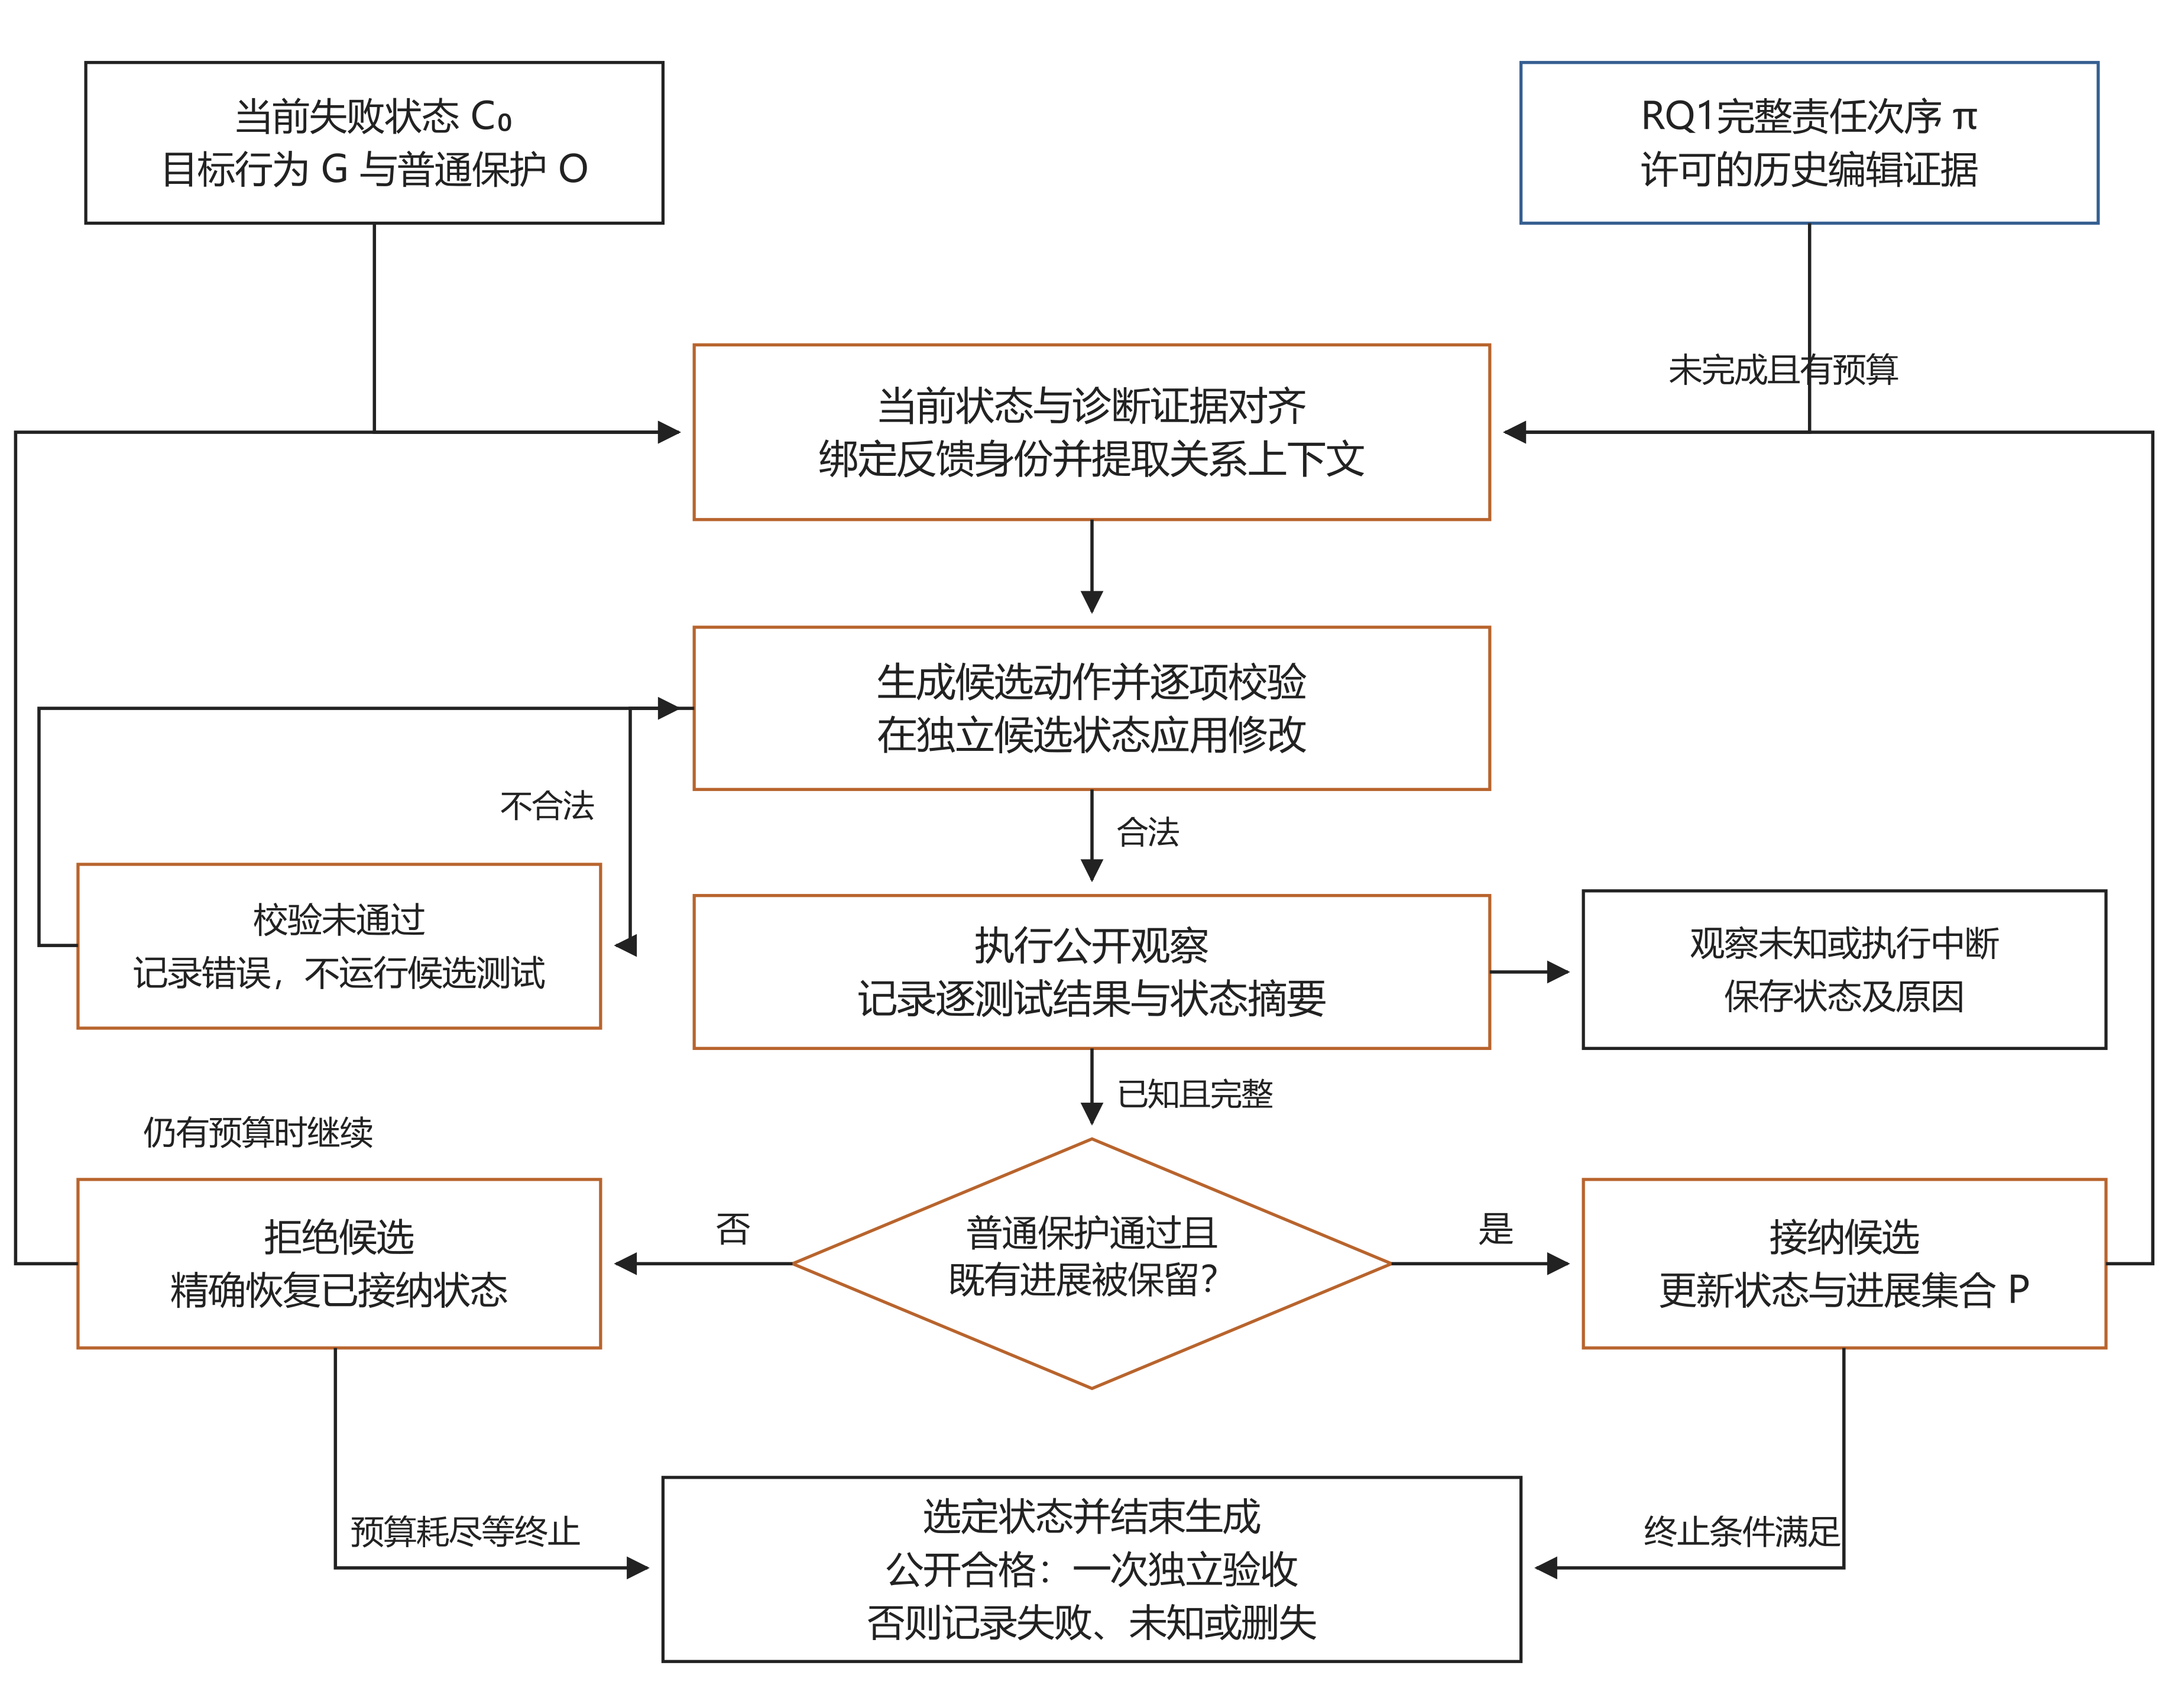 当前失败状态 C₀
目标行为 G 与普通保护 O
RQ1完整责任次序 π
许可的历史编辑证据
未完成且有预算
当前状态与诊断证据对齐
绑定反馈身份并提取关系上下文
生成候选动作并逐项校验
在独立候选状态应用修改
不合法
合法
校验未通过
记录错误，不运行候选测试
执行公开观察
记录逐测试结果与状态摘要
观察未知或执行中断
保存状态及原因
已知且完整
仍有预算时继续
拒绝候选
精确恢复已接纳状态
否
普通保护通过且
既有进展被保留？
是
接纳候选
更新状态与进展集合 P
预算耗尽等终止
选定状态并结束生成
公开合格：一次独立验收
否则记录失败、未知或删失
终止条件满足